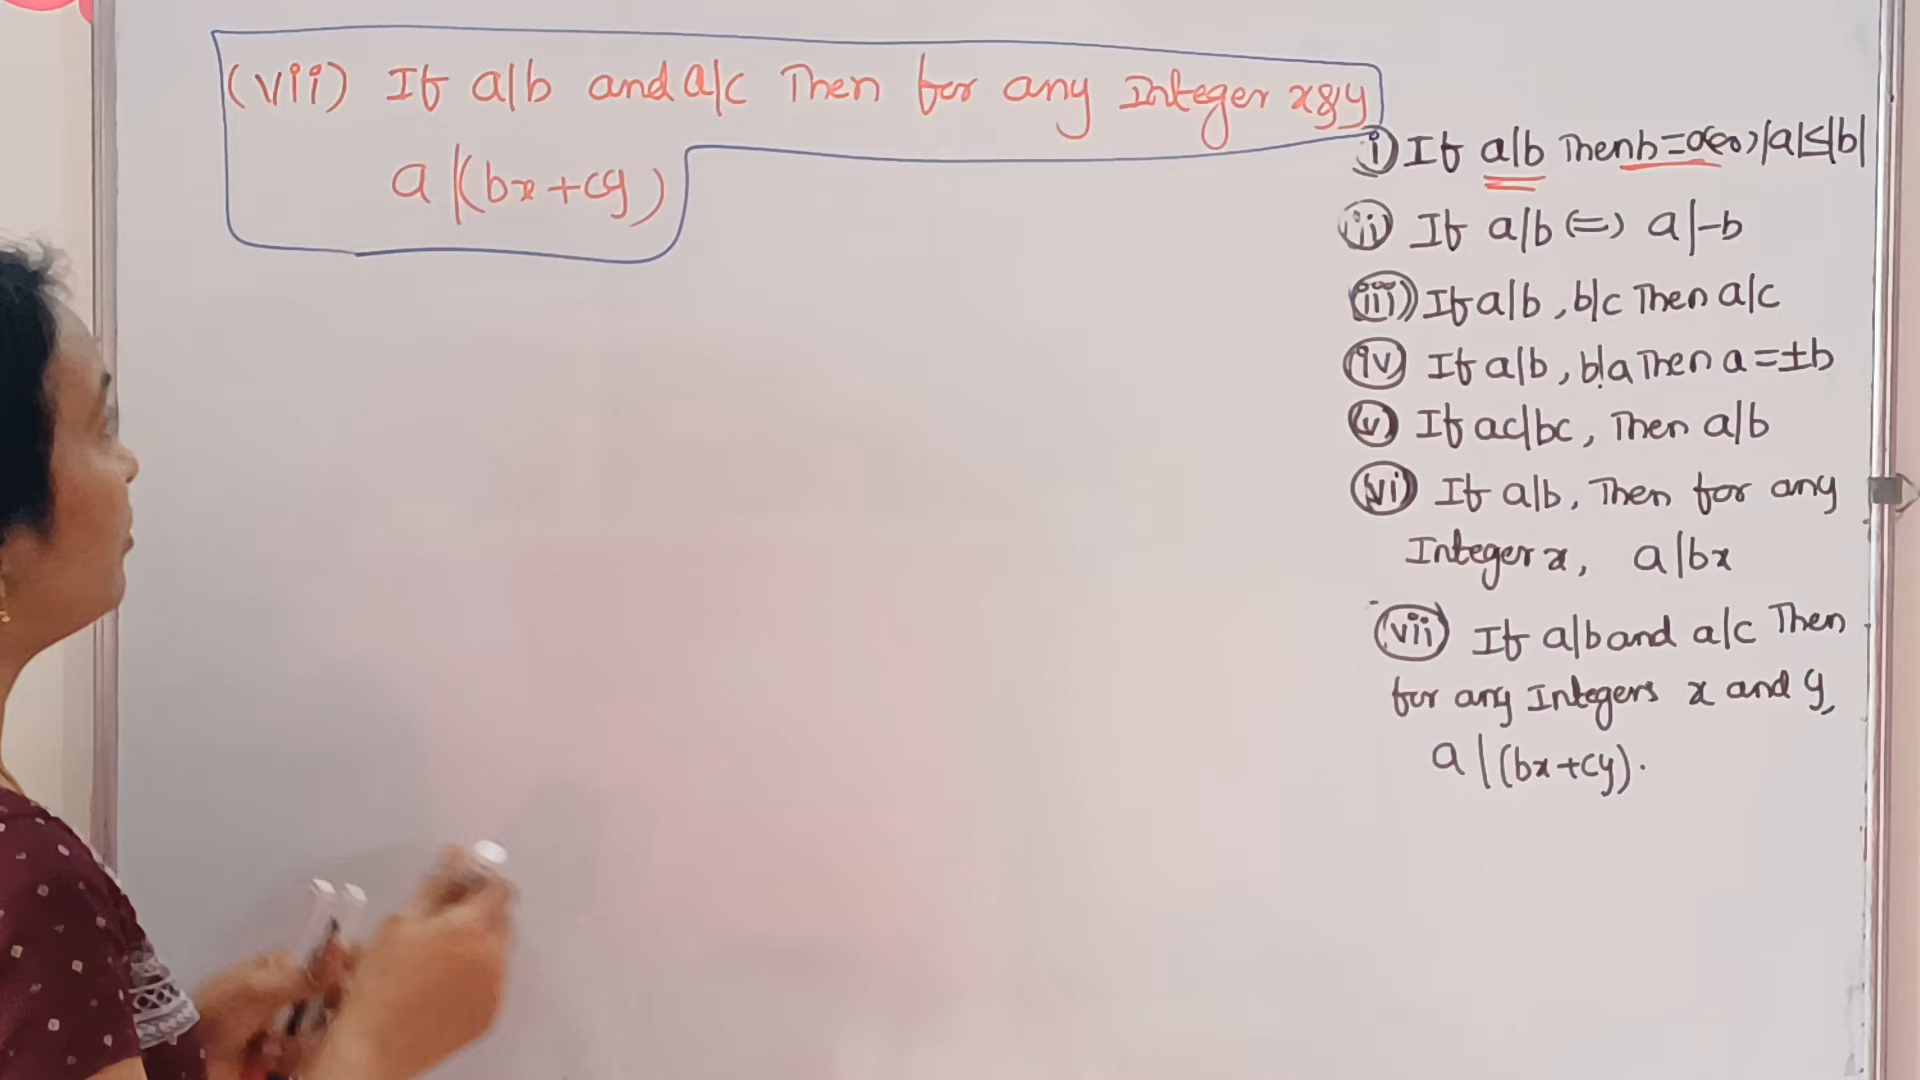 (vii) If a|b and a|c Then for any Integer x&y
a|(bx+cy)
i) If a|b Then b=0 (or) |a|≤|b|
ii) If a|b (=) a|-b
iii) If a|b, b|c Then a|c
iv) If a|b, b|a Then a=±b
v) If ac|bc, Then a|b
vi) If a|b, Then for any
Integer x, a|bx
vii) If a|b and a|c Then
for any Integers x and y,
a|(bx+cy).